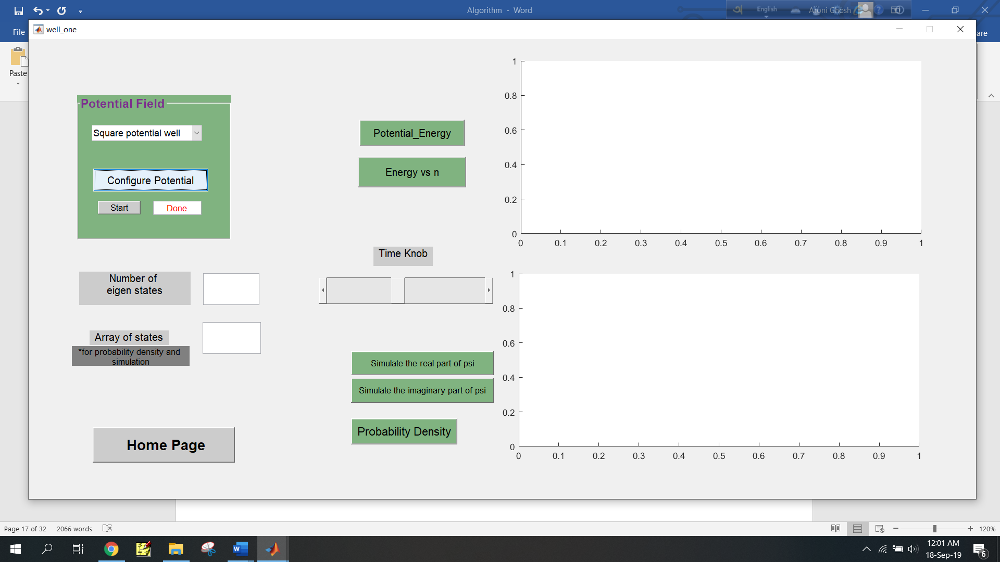 Algorithm - Word
English
Aroni Ghosh
File
well_one
are
Paste
Potential Field
Square potential well
Configure Potential
Start
Done
Potential_Energy
Energy vs n
1
0.8
0.6
0.4
0.2
0
0 0.1 0.2 0.3 0.4 0.5 0.6 0.7 0.8 0.9 1
Time Knob
Number of
eigen states
Array of states
*for probability density and
simulation
Simulate the real part of psi
Simulate the imaginary part of psi
Probability Density
Home Page
1
0.8
0.6
0.4
0.2
0
0 0.1 0.2 0.3 0.4 0.5 0.6 0.7 0.8 0.9 1
Page 17 of 32
2066 words
120%
12:01 AM
18-Sep-19
6